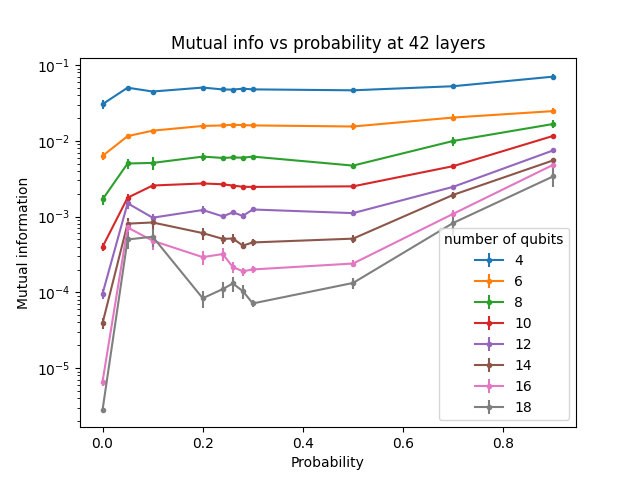 Mutual info vs probability at 42 layers
Mutual information
10⁻¹
10⁻²
10⁻³
10⁻⁴
10⁻⁵
number of qubits
4
6
8
10
12
14
16
18
0.0 0.2 0.4 0.6 0.8
Probability